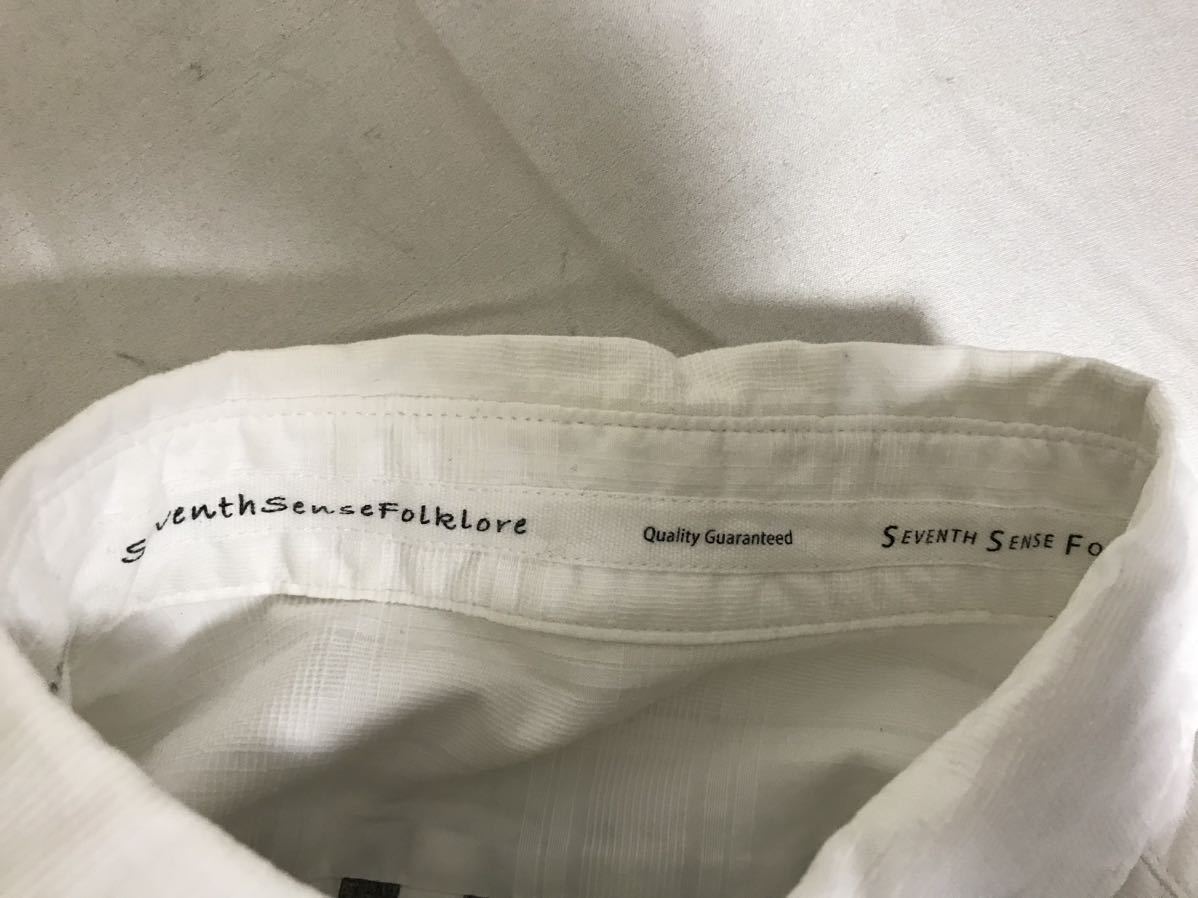 SeventhSenseFolklore
Quality Guaranteed
SEVENTH SENSE FO